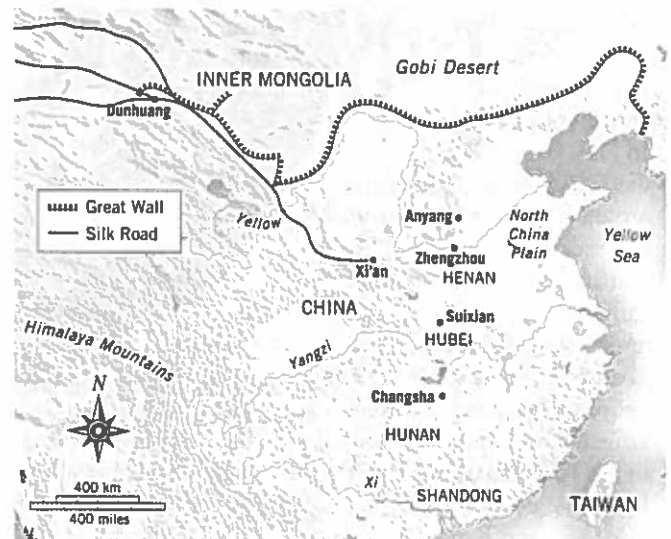 Gobi Desert
INNER MONGOLIA
Dunhuang
Great Wall
Silk Road
Yellow
Anyang
North
China
Plain
Yellow
Sea
Zhengzhou
HENAN
Xi'an
CHINA
Suixian
HUBEI
Himalaya Mountains
Yangzi
N
Changsha
HUNAN
Xi
SHANDONG
TAIWAN
400 km
400 miles